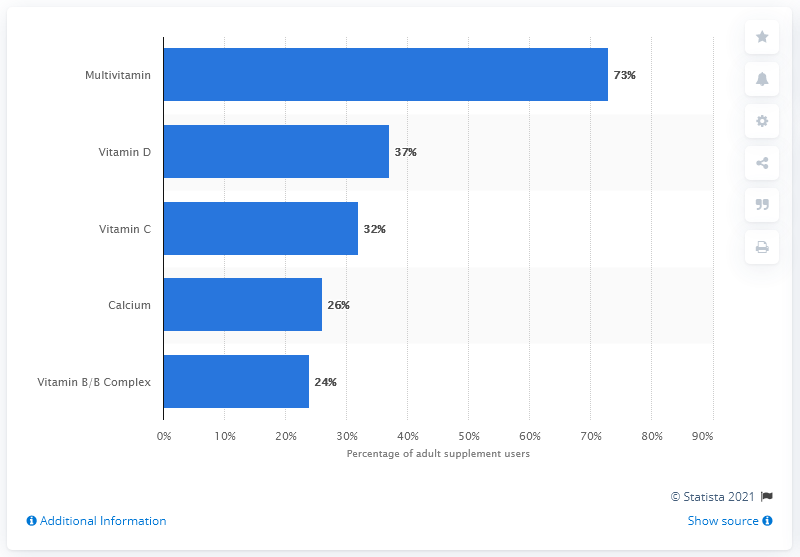 Multivitamin 73%
Vitamin D 37%
Vitamin C 32%
Calcium 26%
Vitamin B/B Complex 24%
0% 10% 20% 30% 40% 50% 60% 70% 80% 90%
Percentage of adult supplement users
© Statista 2021
Additional Information Show source